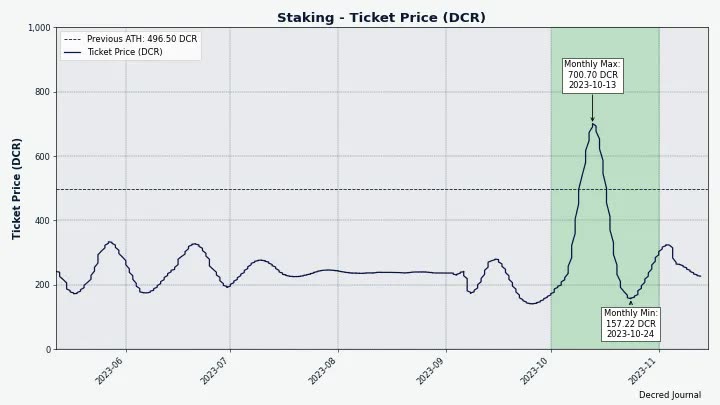 Staking - Ticket Price (DCR)
Previous ATH: 496.50 DCR
Ticket Price (DCR)
Monthly Max:
700.70 DCR
2023-10-13
Monthly Min:
157.22 DCR
2023-10-24
Ticket Price (DCR)
1,000
800
600
400
200
0
2023-06
2023-07
2023-08
2023-09
2023-10
2023-11
Decred Journal